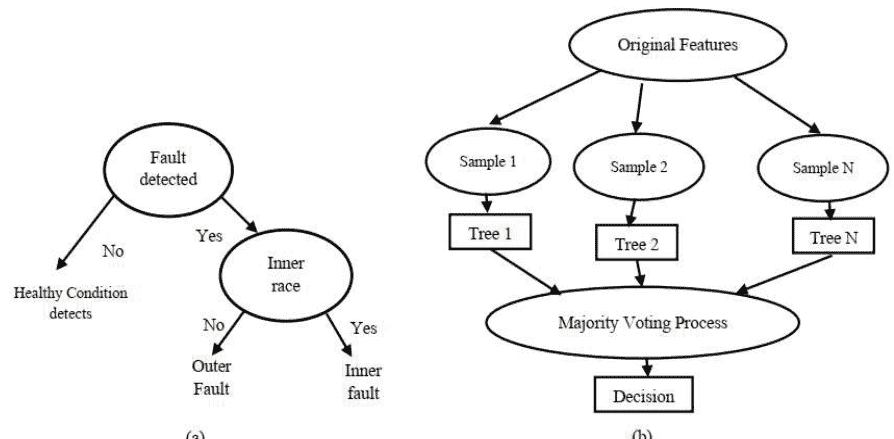 Fault
detected
No
Yes
Healthy Condition
detects
Inner
race
No
Yes
Outer
Fault
Inner
fault
(a)
Original Features
Sample 1
Sample 2
Sample N
Tree 1
Tree 2
Tree N
Majority Voting Process
Decision
(b)